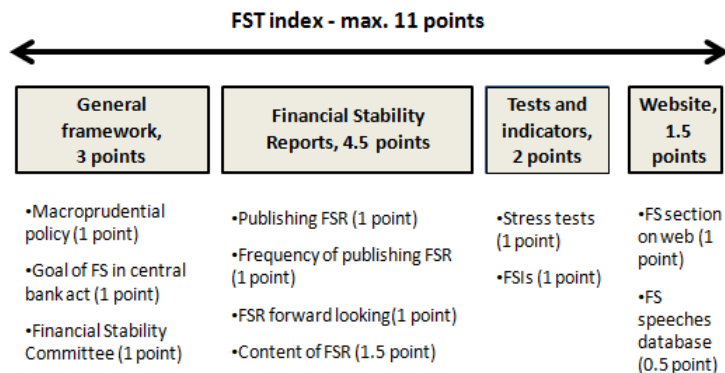 FST index - max. 11 points
General
framework,
3 points
Financial Stability
Reports, 4.5 points
Tests and
indicators,
2 points
Website,
1.5
points
•Macroprudential
policy (1 point)
•Goal of FS in central
bank act (1 point)
•Financial Stability
Committee (1 point)
•Publishing FSR (1 point)
•Frequency of publishing FSR
(1 point)
•FSR forward looking(1 point)
•Content of FSR (1.5 point)
•Stress tests
(1 point)
•FSIs (1 point)
•FS section
on web (1
point)
•FS
speeches
database
(0.5 point)